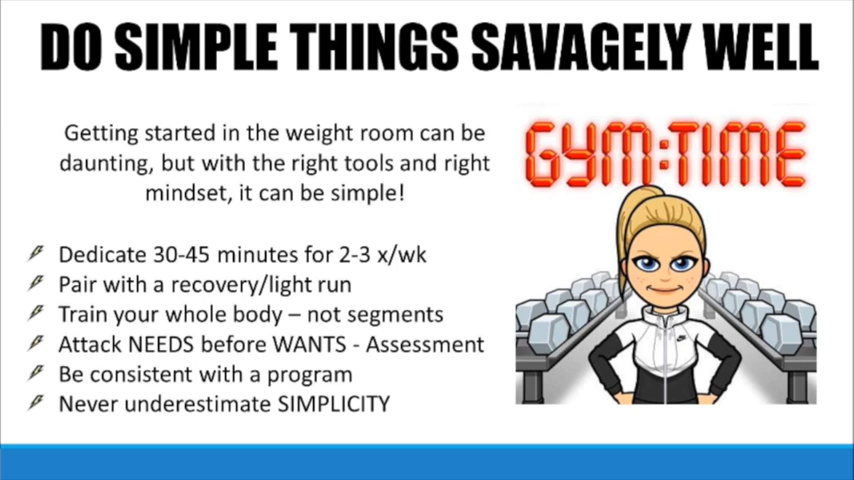 DO SIMPLE THINGS SAVAGELY WELL
Getting started in the weight room can be
daunting, but with the right tools and right
mindset, it can be simple!
GYM:TIME
Dedicate 30-45 minutes for 2-3 x/wk
Pair with a recovery/light run
Train your whole body – not segments
Attack NEEDS before WANTS - Assessment
Be consistent with a program
Never underestimate SIMPLICITY